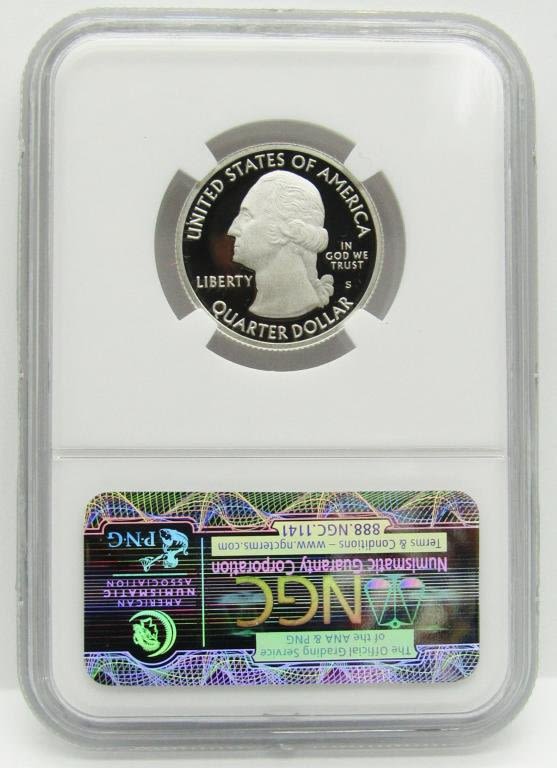 UNITED STATES OF AMERICA
IN
GOD WE
TRUST
LIBERTY
S
QUARTER DOLLAR
The Official Grading Service
of the ANA & PNG
NGC
Numismatic Guaranty Corporation
Terms & Conditions – www.ngcterms.com
888.NGC.1141
AMERICAN
NUMISMATIC
ASSOCIATION
P·N·G